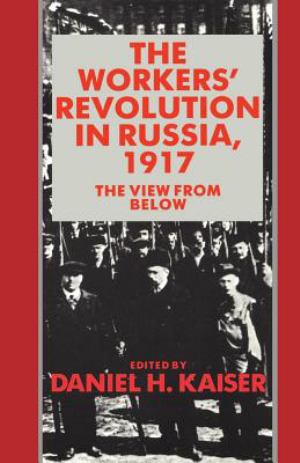 THE
WORKERS'
REVOLUTION
IN RUSSIA,
1917
THE VIEW FROM
BELOW
EDITED BY
DANIEL H. KAISER